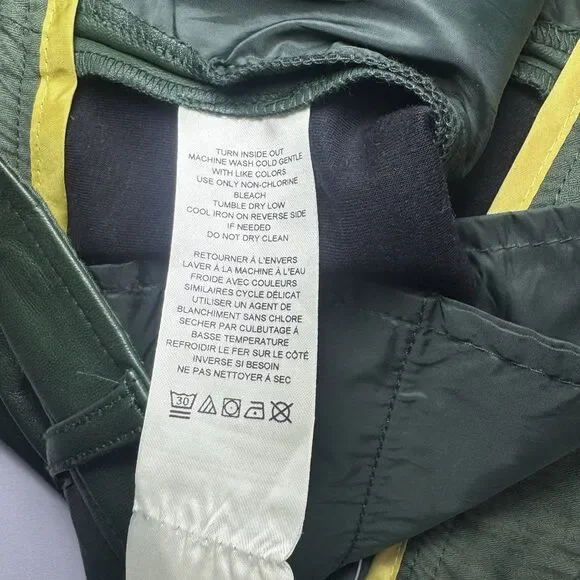 TURN INSIDE OUT
MACHINE WASH COLD GENTLE
WITH LIKE COLORS
USE ONLY NON-CHLORINE
BLEACH
TUMBLE DRY LOW
COOL IRON ON REVERSE SIDE
IF NEEDED
DO NOT DRY CLEAN
RETOURNER À L'ENVERS
LAVER À LA MACHINE À L'EAU
FROIDE AVEC COULEURS
SIMILAIRES CYCLE DÉLICAT
UTILISER UN AGENT DE
BLANCHIMENT SANS CHLORE
SECHER PAR CULBUTAGE À
BASSE TEMPERATURE
REFROIDIR LE FER SUR LE CÔTÉ
INVERSE SI BESOIN
NE PAS NETTOYER À SEC
30